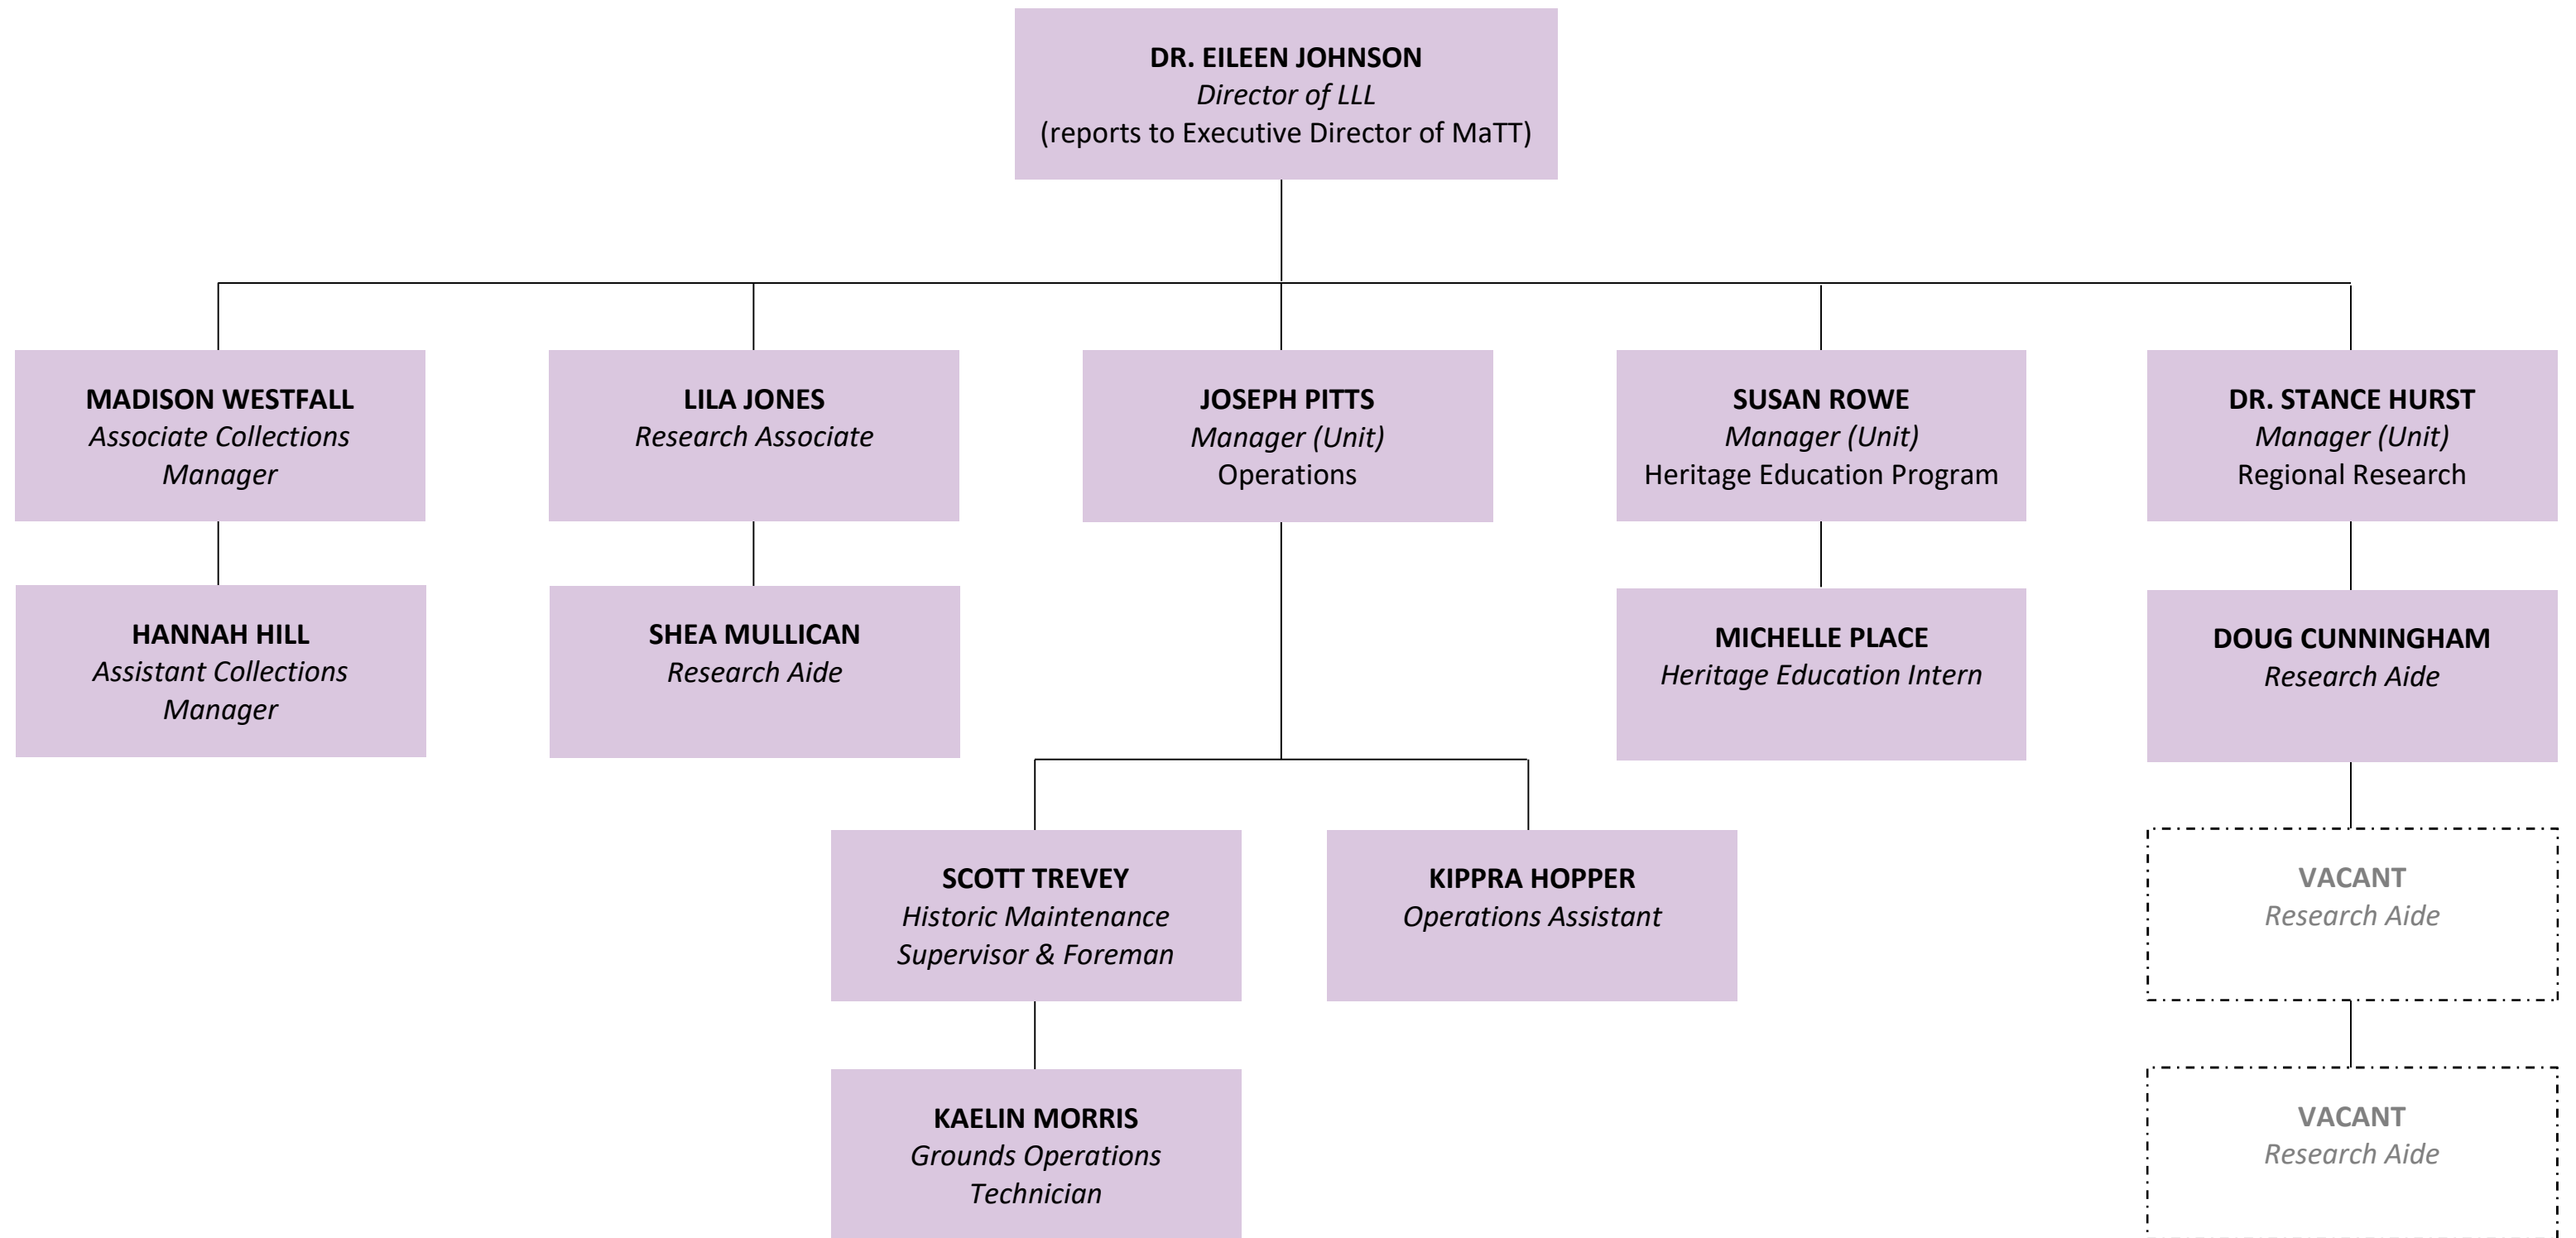 DR. EILEEN JOHNSON
Director of LLL
(reports to Executive Director of MaTT)
MADISON WESTFALL
Associate Collections
Manager
LILA JONES
Research Associate
JOSEPH PITTS
Manager (Unit)
Operations
SUSAN ROWE
Manager (Unit)
Heritage Education Program
DR. STANCE HURST
Manager (Unit)
Regional Research
HANNAH HILL
Assistant Collections
Manager
SHEA MULLICAN
Research Aide
MICHELLE PLACE
Heritage Education Intern
DOUG CUNNINGHAM
Research Aide
SCOTT TREVEY
Historic Maintenance
Supervisor & Foreman
KIPPRA HOPPER
Operations Assistant
VACANT
Research Aide
KAELIN MORRIS
Grounds Operations
Technician
VACANT
Research Aide